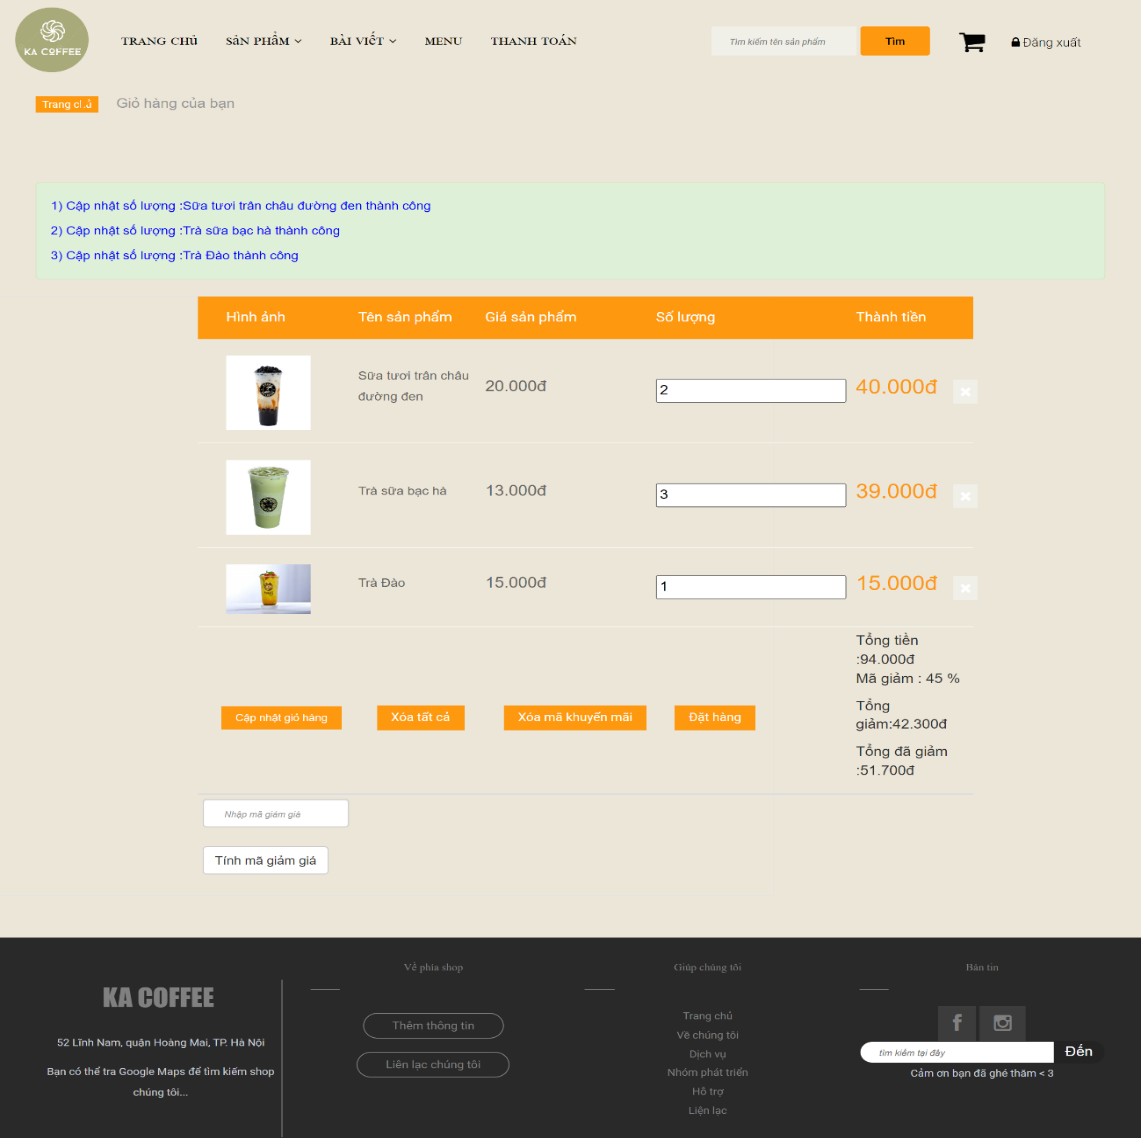 KA COFFEE
TRANG CHỦ
SẢN PHẨM
BÀI VIẾT
MENU
THANH TOÁN
Tìm kiếm tên sản phẩm
Tìm
Đăng xuất
Trang chủ
Giỏ hàng của bạn
1) Cập nhật số lượng :Sữa tươi trân châu đường đen thành công
2) Cập nhật số lượng :Trà sữa bạc hà thành công
3) Cập nhật số lượng :Trà Đào thành công
Hình ảnh Tên sản phẩm Giá sản phẩm Số lượng Thành tiền
Sữa tươi trân châu
đường đen
20.000đ
2
40.000đ
Trà sữa bạc hà
13.000đ
3
39.000đ
Trà Đào
15.000đ
1
15.000đ
Tổng tiền
:94.000đ
Mã giảm : 45 %
Tổng
giảm:42.300đ
Tổng đã giảm
:51.700đ
Cập nhật giỏ hàng
Xóa tất cả
Xóa mã khuyến mãi
Đặt hàng
Nhập mã giảm giá
Tính mã giảm giá
KA COFFEE
52 Lĩnh Nam, quận Hoàng Mai, TP. Hà Nội
Bạn có thể tra Google Maps để tìm kiếm shop
chúng tôi...
Về phía shop
Thêm thông tin
Liên lạc chúng tôi
Giúp chúng tôi
Trang chủ
Về chúng tôi
Dịch vụ
Nhóm phát triển
Hỗ trợ
Liện lạc
Bản tin
tìm kiếm tại đây
Đến
Cảm ơn bạn đã ghé thăm < 3